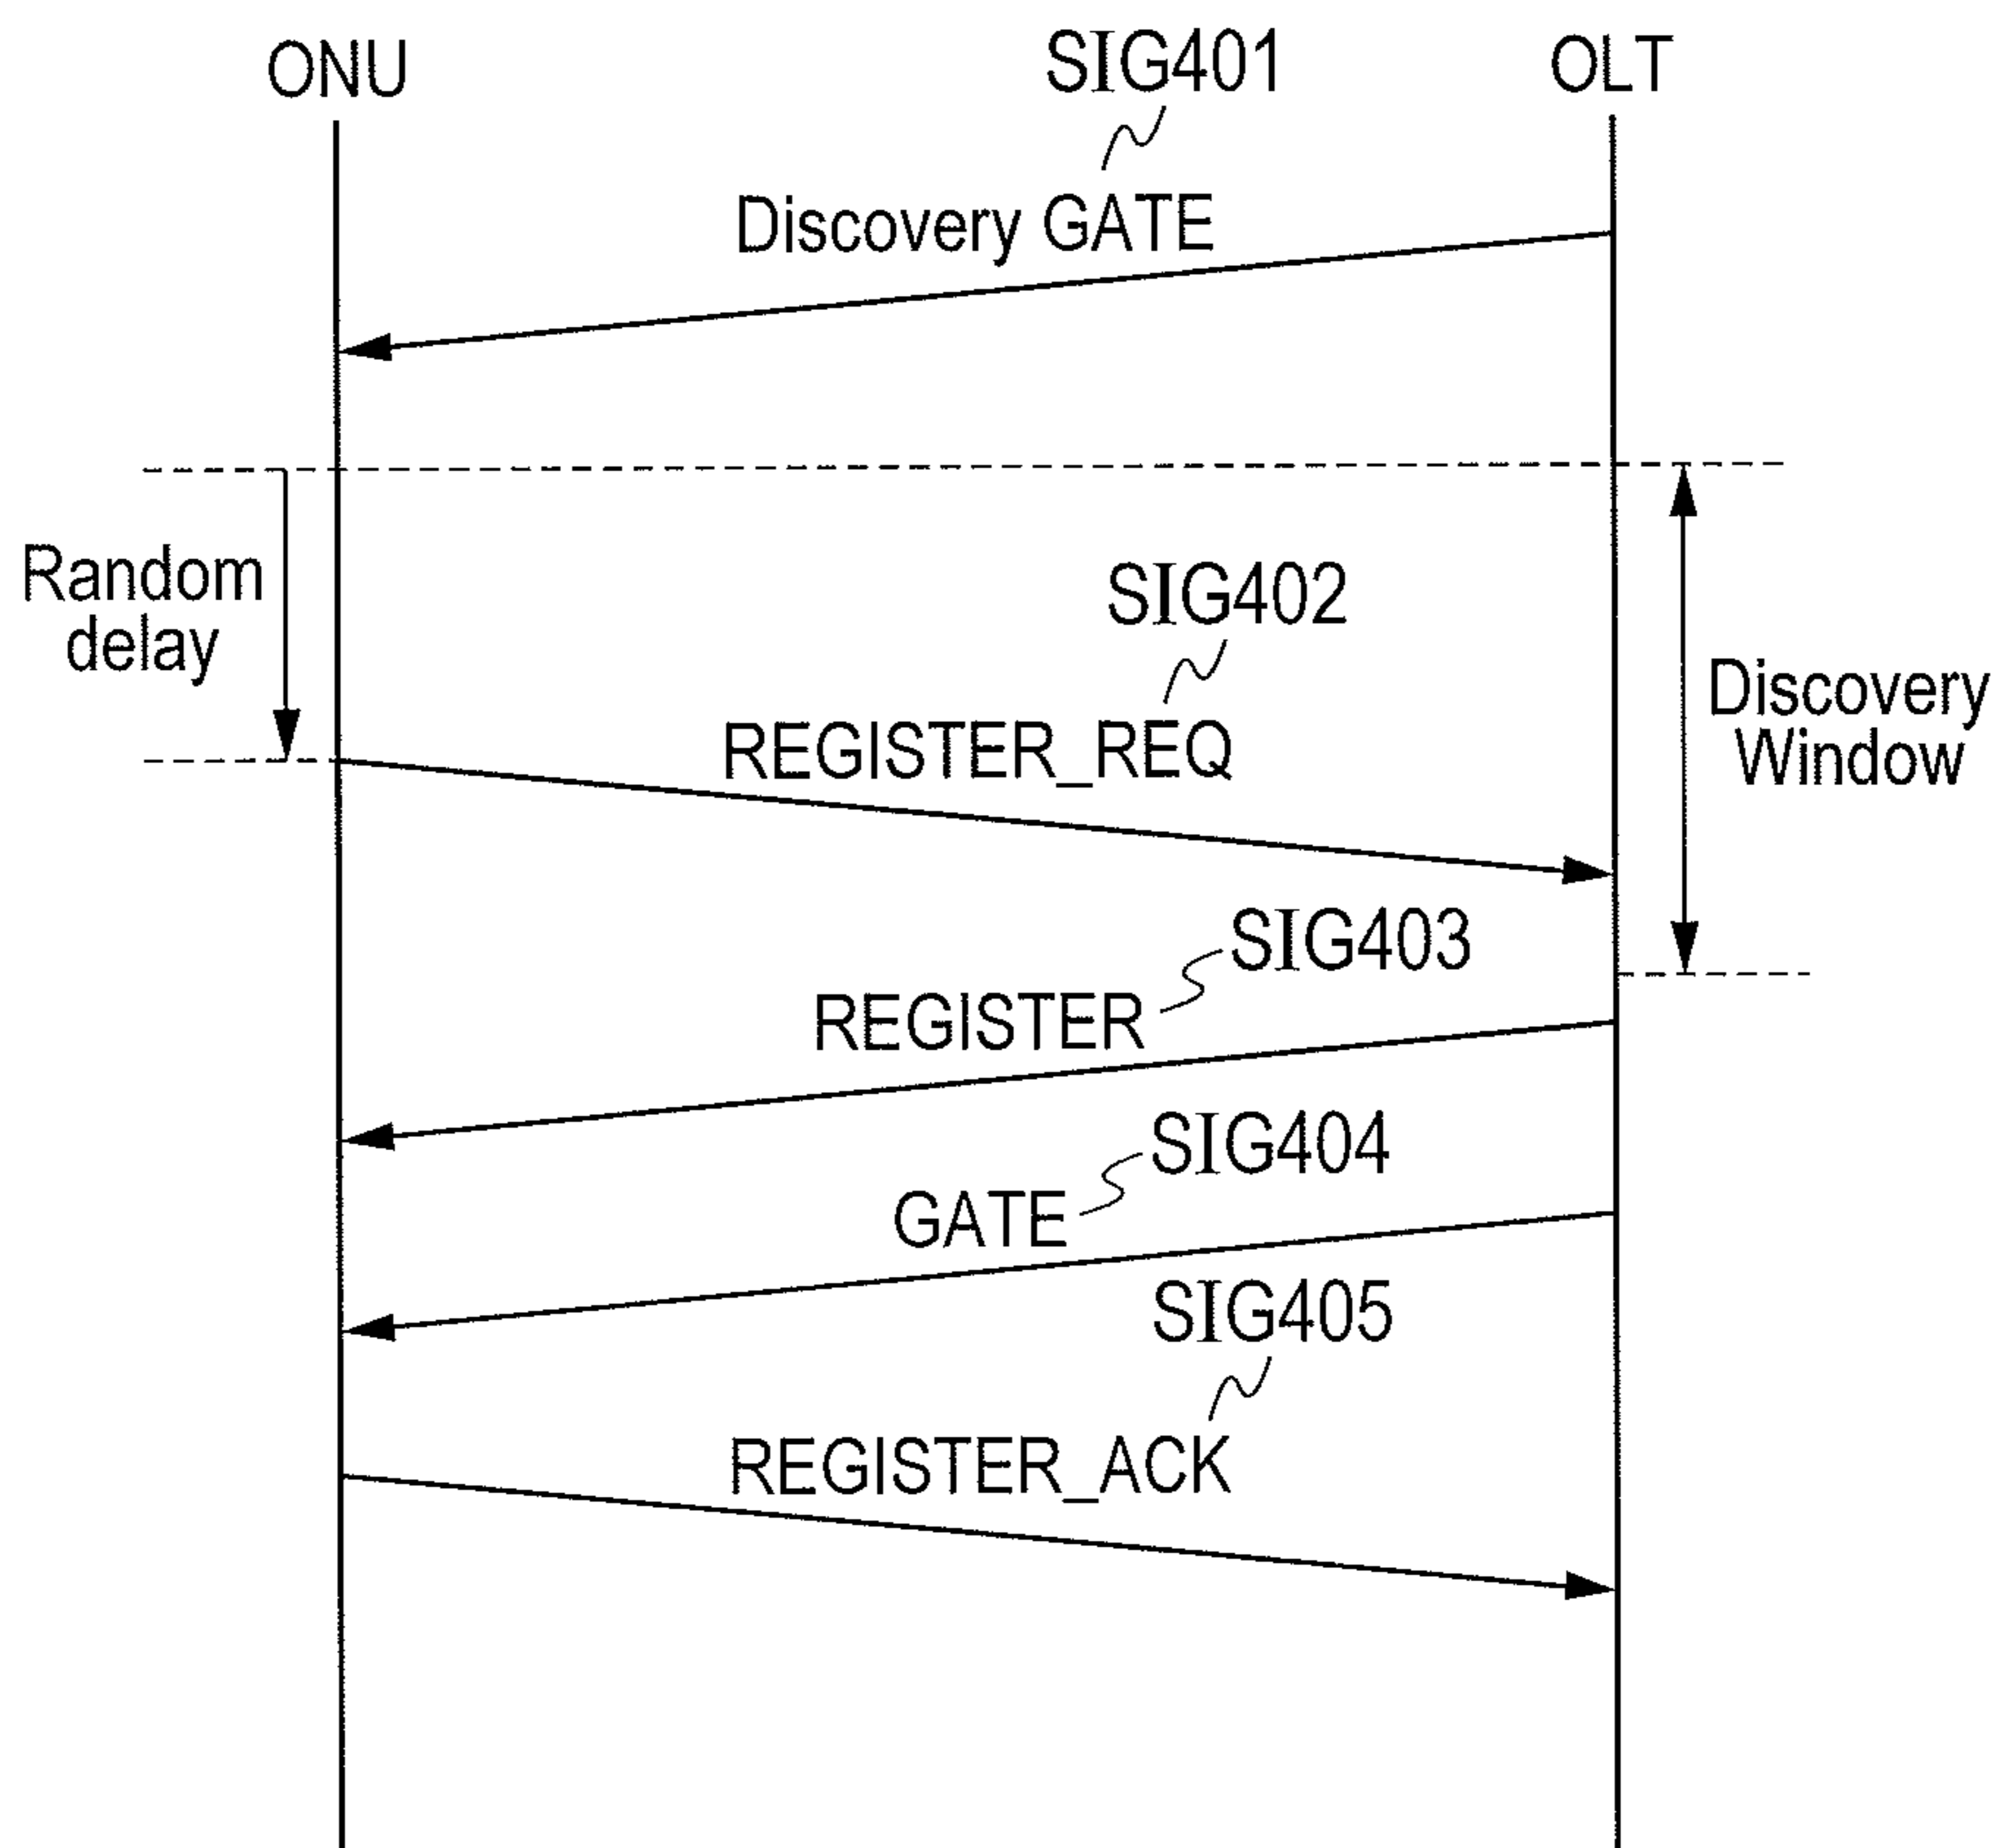 ONU
SIG401
OLT
Discovery GATE
Random
delay
SIG402
REGISTER_REQ
Discovery
Window
SIG403
REGISTER
SIG404
GATE
SIG405
REGISTER_ACK